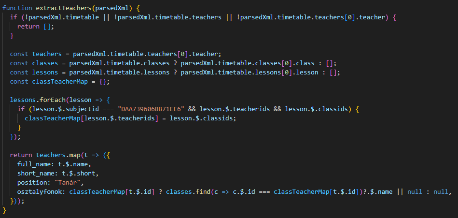 function extractTeachers(parsedXml) {
if (!parsedXml.timetable || !parsedXml.timetable.teachers || !parsedXml.timetable.teachers[0].teacher) {
return [];
}
const teachers = parsedXml.timetable.teachers[0].teacher;
const classes = parsedXml.timetable.classes ? parsedXml.timetable.classes[0].class : [];
const lessons = parsedXml.timetable.lessons ? parsedXml.timetable.lessons[0].lesson : [];
const classTeacherMap = {};
lessons.forEach(lesson => {
if (lesson.$.subjectid && lesson.$.teacherids && lesson.$.classids) {
classTeacherMap[lesson.$.teacherids] = lesson.$.classids;
}
});
return teachers.map(t => ({
full_name: t.$.name,
short_name: t.$.short,
position: "Tanár",
osztalyfonok: classTeacherMap[t.$.id] ? classes.find(c => c.$.id === classTeacherMap[t.$.id])?.$.name || null : null,
}));
}